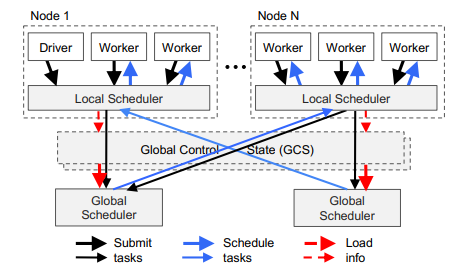 Node 1
Node N
Driver
Worker
Worker
Worker
Worker
Worker
Local Scheduler
Local Scheduler
Global Control State (GCS)
Global
Scheduler
Global
Scheduler
Submit
tasks
Schedule
tasks
Load
info